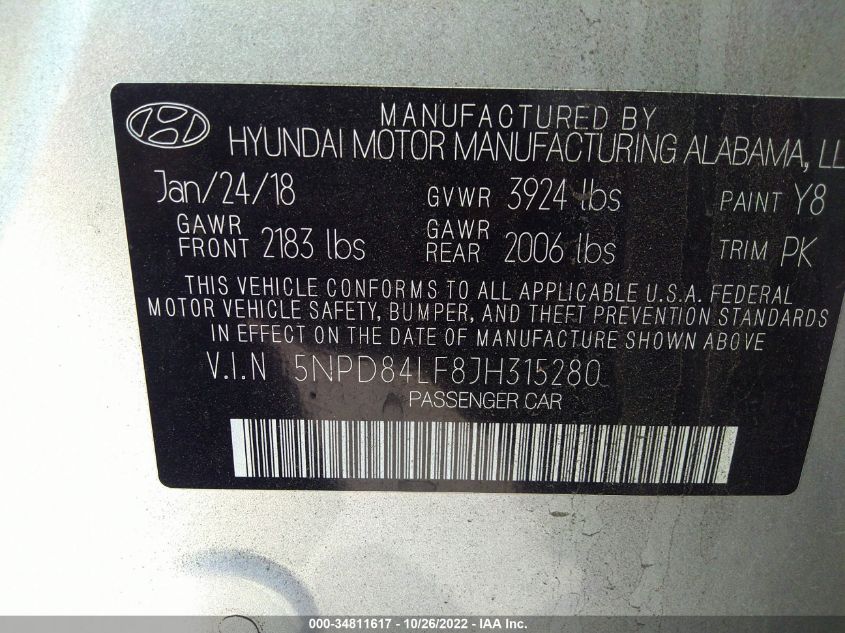 MANUFACTURED BY
HYUNDAI MOTOR MANUFACTURING ALABAMA, LL
Jan/24/18 GVWR 3924 lbs PAINT Y8
GAWR FRONT 2183 lbs GAWR REAR 2006 lbs TRIM PK
THIS VEHICLE CONFORMS TO ALL APPLICABLE U.S.A. FEDERAL
MOTOR VEHICLE SAFETY, BUMPER, AND THEFT PREVENTION STANDARDS
IN EFFECT ON THE DATE OF MANUFACTURE SHOWN ABOVE
V.I.N 5NPD84LF8JH315280
PASSENGER CAR
000-34811617 - 10/26/2022 - IAA Inc.